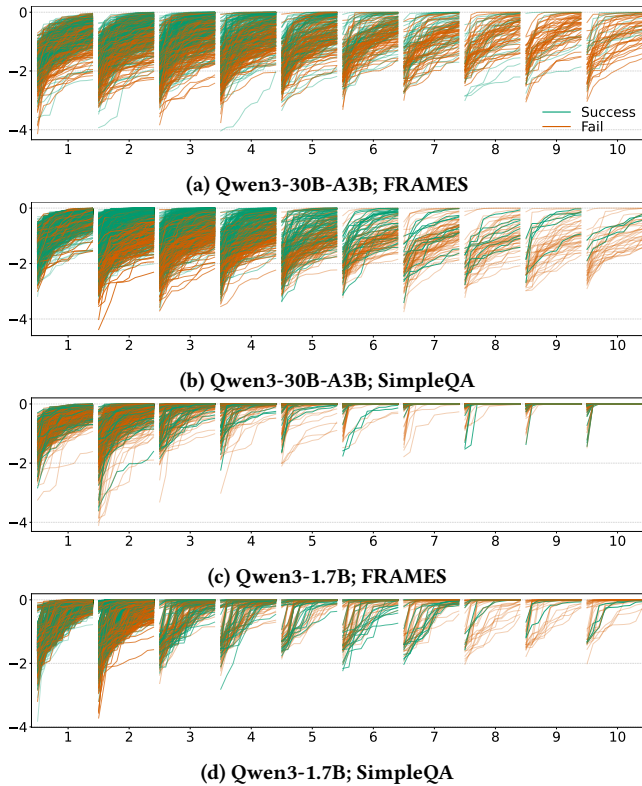 0
−2
−4
1 2 3 4 5 6 7 8 9 10
Success
Fail
(a) Qwen3-30B-A3B; FRAMES
0
−2
−4
1 2 3 4 5 6 7 8 9 10
(b) Qwen3-30B-A3B; SimpleQA
0
−2
−4
1 2 3 4 5 6 7 8 9 10
(c) Qwen3-1.7B; FRAMES
0
−2
−4
1 2 3 4 5 6 7 8 9 10
(d) Qwen3-1.7B; SimpleQA